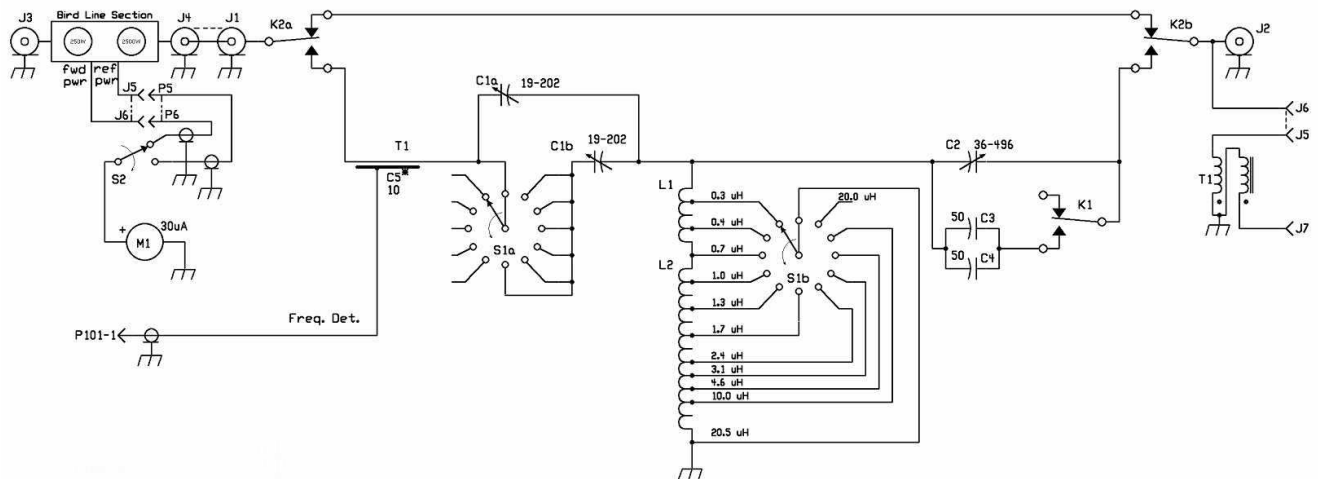 J3
Bird Line Section
J4
J1
250W
2500W
K2a
K2b
J2
fwd pwr
ref pwr
J5
P5
J6
P6
S2
+
M1
30uA
P101-1
Freq. Det.
T1
C5*
10
C1a
19-202
C1b
19-202
S1a
L1
L2
0.3 uH
0.4 uH
0.7 uH
1.0 uH
1.3 uH
1.7 uH
2.4 uH
3.1 uH
4.6 uH
10.0 uH
20.5 uH
20.0 uH
S1b
C2
36-496
50
C3
50
C4
K1
J6
J5
T1
J7